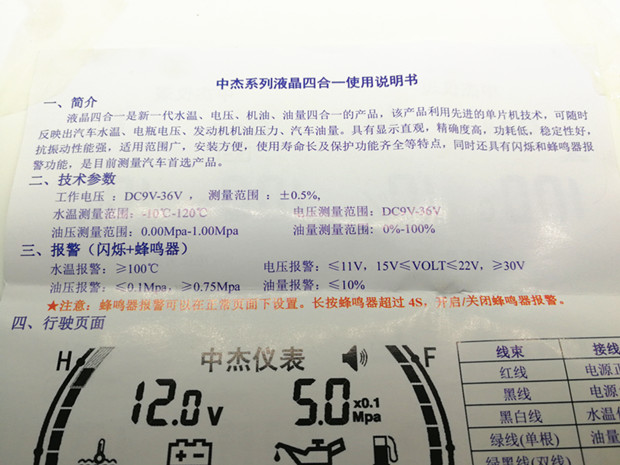 中杰系列液晶四合一使用说明书
一、简介
液晶四合一是新一代水温、电压、机油、油量四合一的产品，该产品利用先进的单片机技术，可随时
反映出汽车水温、电瓶电压、发动机机油压力、汽车油量。具有显示直观，精确度高，功耗低，稳定性好，
抗振动性能强，适用范围广，安装方便，使用寿命长及保护功能齐全等特点，同时还具有闪烁和蜂鸣器报
警功能，是目前测量汽车首选产品。
二、技术参数
工作电压：DC9V-36V ， 测量范围：±0.5%,
水温测量范围：-10℃-120℃ 电压测量范围：DC9V-36V
油压测量范围: 0.00Mpa-1.00Mpa 油量测量范围: 0%-100%
三、报警（闪烁+蜂鸣器）
水温报警：≥100℃ 电压报警：≤11V，15V≤VOLT≤22V，≥30V
油压报警：≤0.1Mpa，≥0.75Mpa 油量报警：≤10%
★注意：蜂鸣器报警可以在正常页面下设置。长按蜂鸣器超过 4S，开启/关闭蜂鸣器报警。
四、行驶页面
H 中杰仪表 F
12.0V 5.0 x0.1 Mpa
线束 接线
红线 电源正
黑线 电源
黑白线 水温
绿线(单根) 油量
绿黑线(双线)